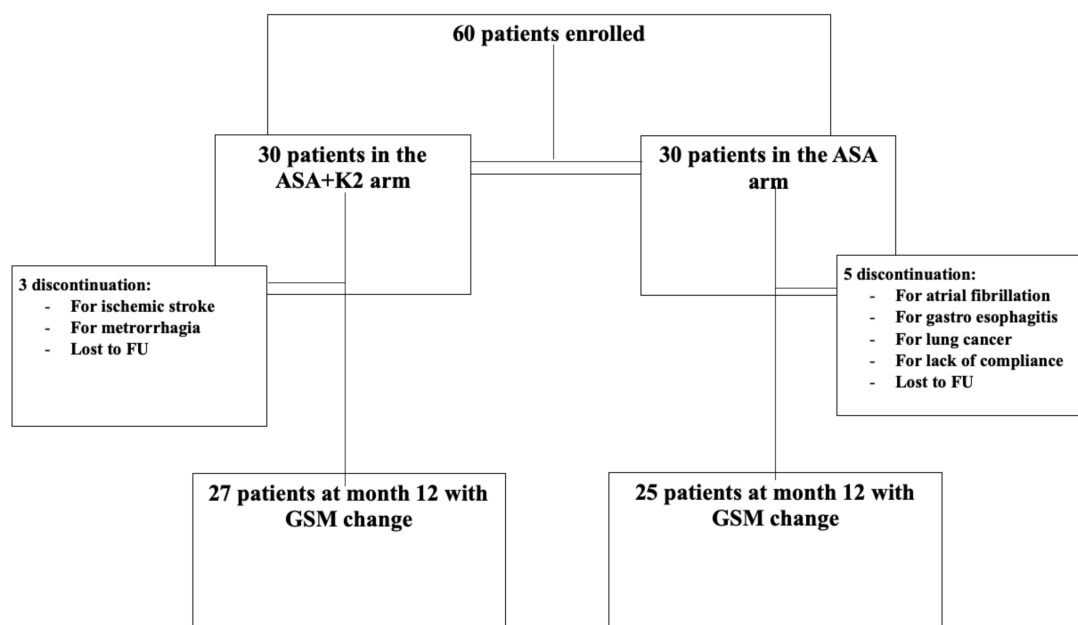 60 patients enrolled
30 patients in the
ASA+K2 arm
30 patients in the ASA
arm
3 discontinuation:
- For ischemic stroke
- For metrorrhagia
- Lost to FU
5 discontinuation:
- For atrial fibrillation
- For gastro esophagitis
- For lung cancer
- For lack of compliance
- Lost to FU
27 patients at month 12 with
GSM change
25 patients at month 12 with
GSM change